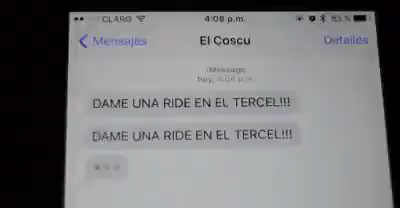 CLARO 4:08 p.m. 83 %
Mensajes El Coscu Detalles
iMessage
hoy, 4:08 p.m.
DAME UNA RIDE EN EL TERCEL!!!
DAME UNA RIDE EN EL TERCEL!!!